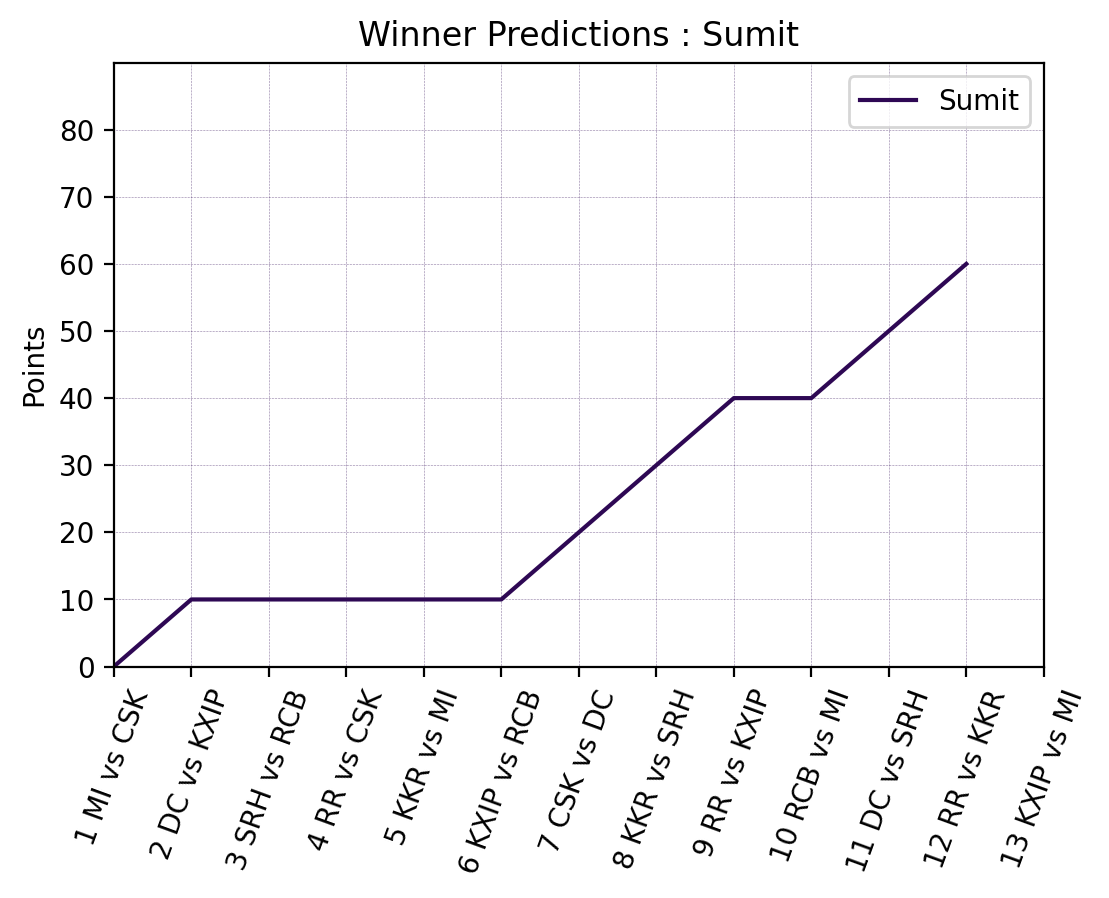 Winner Predictions : Sumit
Sumit
Points
80
70
60
50
40
30
20
10
0
1 MI vs CSK
2 DC vs KXIP
3 SRH vs RCB
4 RR vs CSK
5 KKR vs MI
6 KXIP vs RCB
7 CSK vs DC
8 KKR vs SRH
9 RR vs KXIP
10 RCB vs MI
11 DC vs SRH
12 RR vs KKR
13 KXIP vs MI